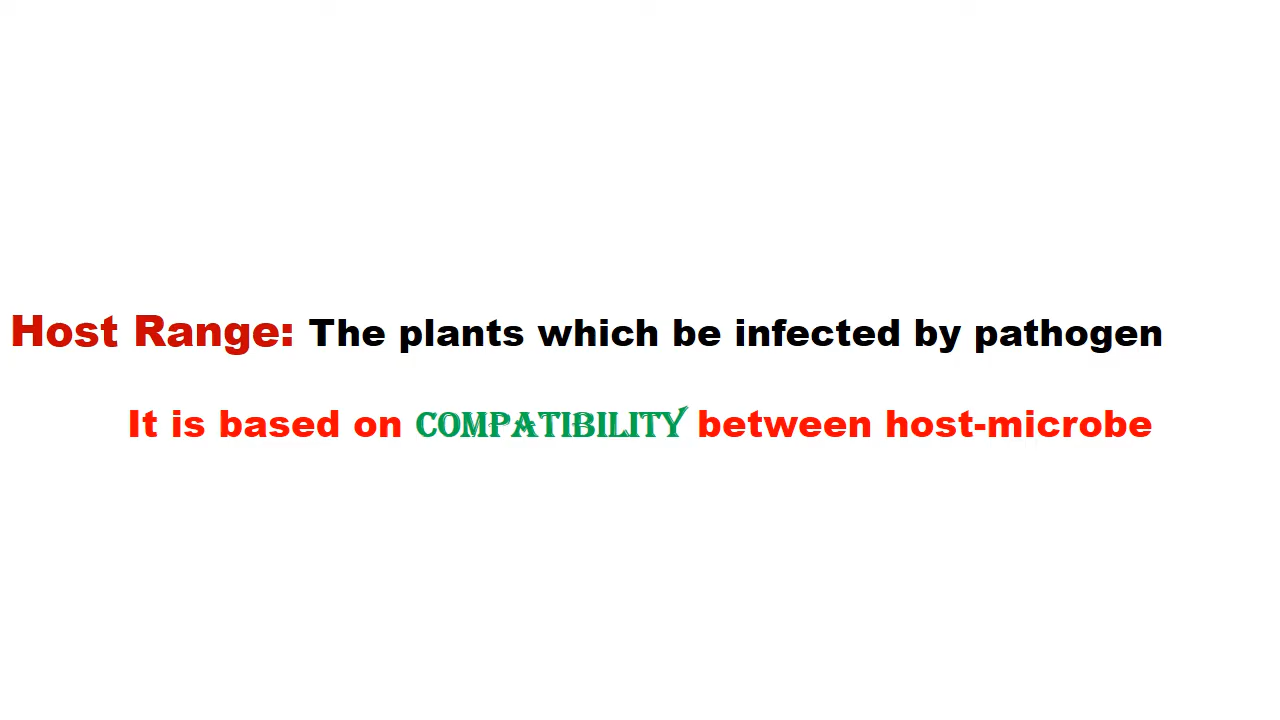 Host Range: The plants which be infected by pathogen
It is based on COMPATIBILITY between host-microbe